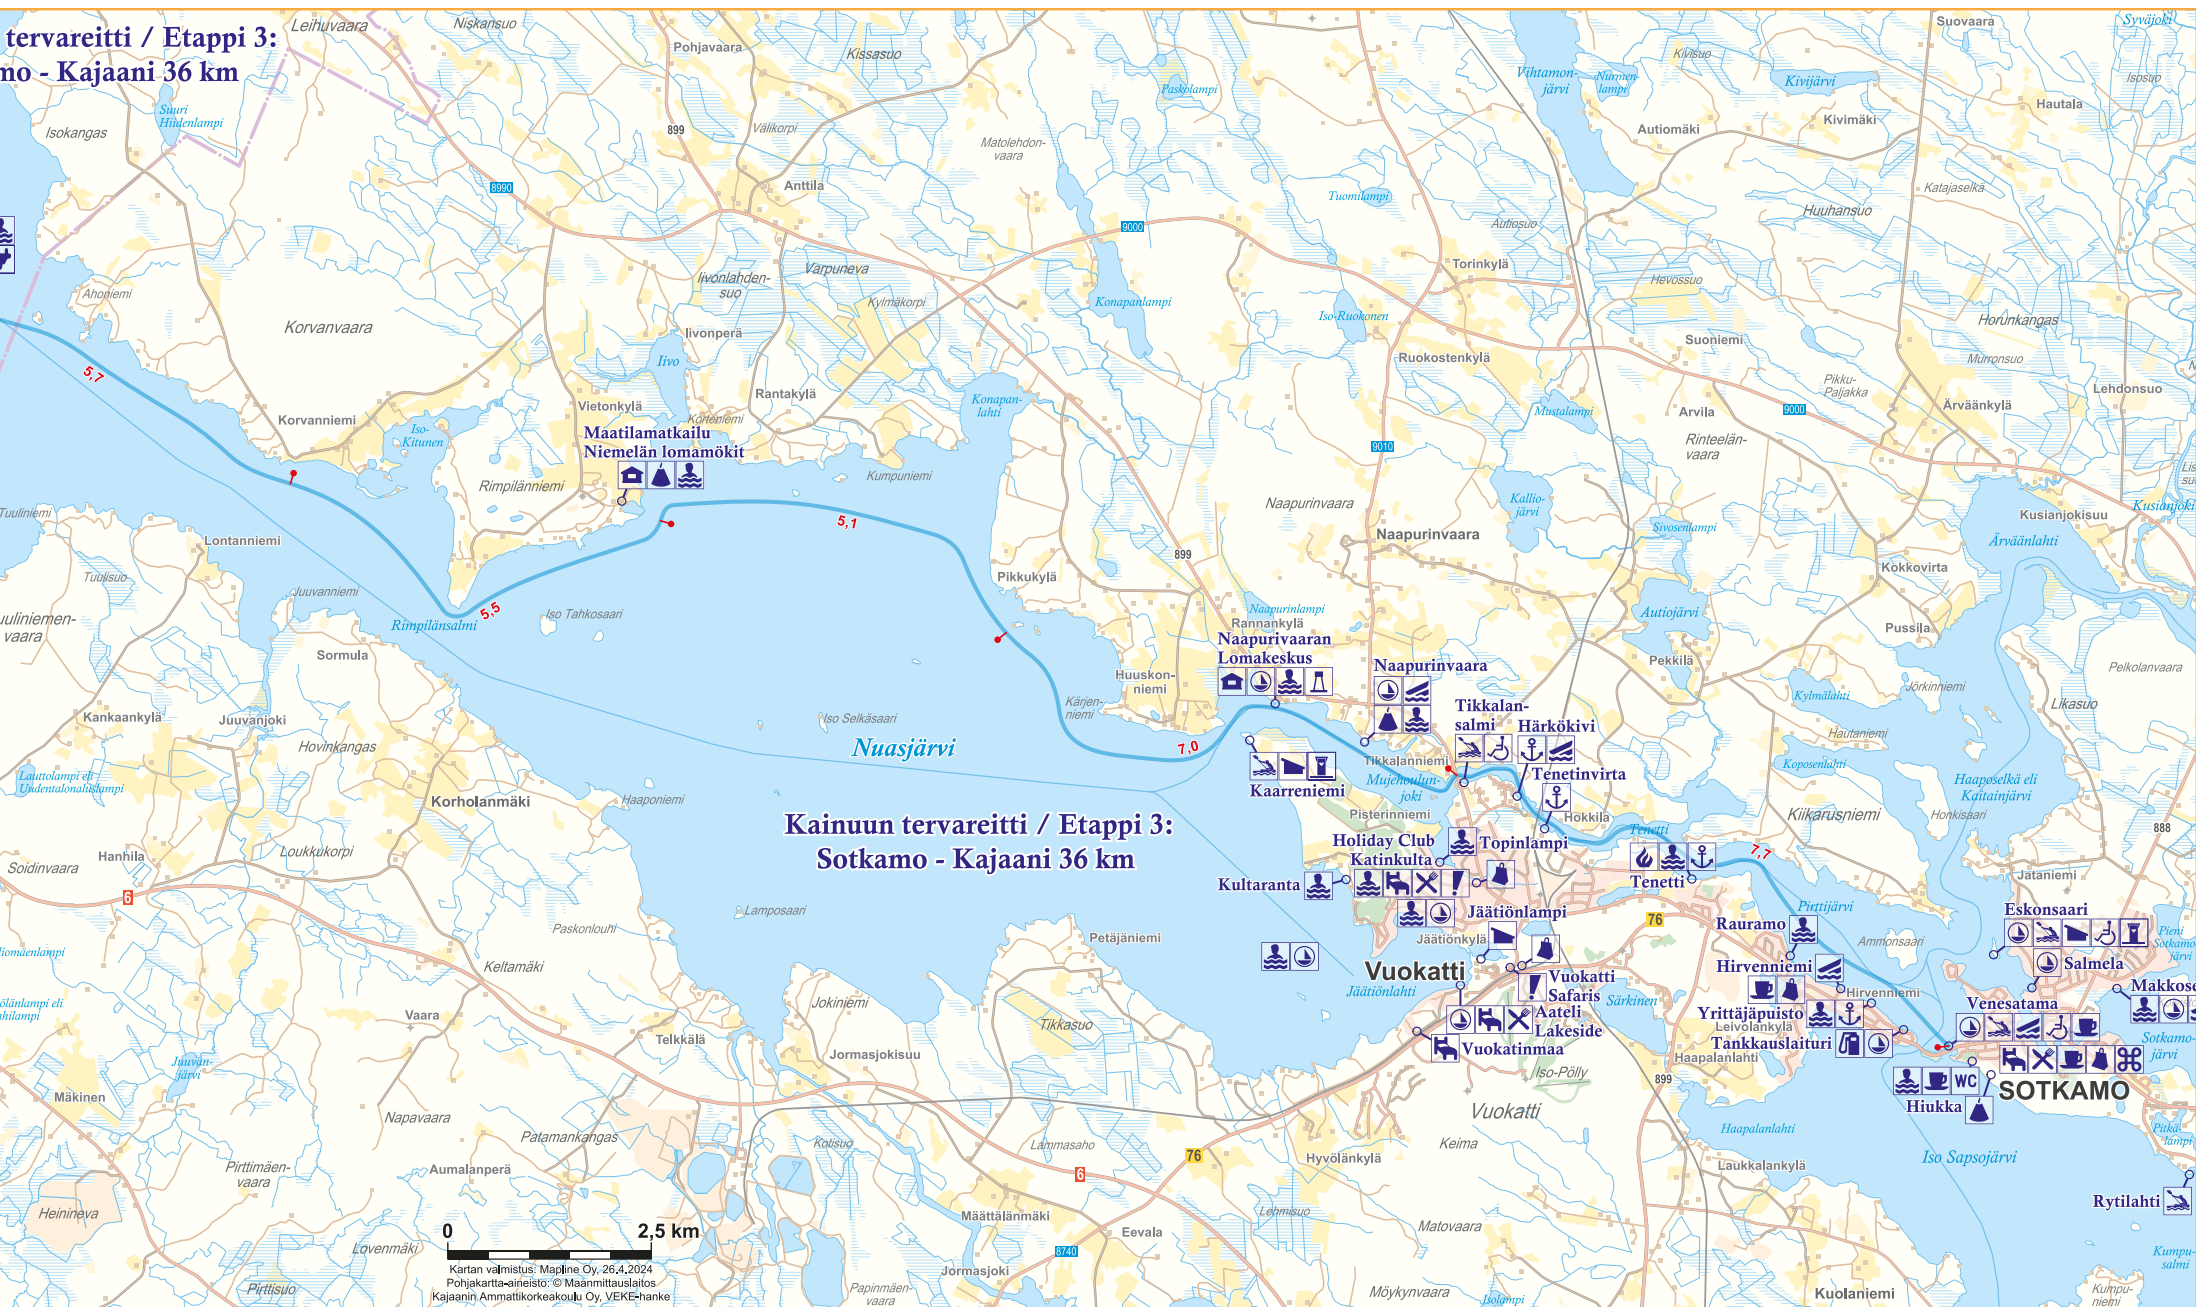 tervareitti / Etappi 3:
mo - Kajaani 36 km
Leihuvaara
Niskansuo
Pohjavaara
Kissasuo
Suovaara
Syväjoki
Kivisuo
Vihtamon-
järvi
Nurmen-
lampi
Kivijärvi
Isosuo
Hautala
Paskolampi
Suuri
Hiidenlampi
Isokangas
899
Välikorpi
Matolehdon-
vaara
Autiomäki
Kivimäki
8990
Anttila
Tuomilampi
Katajaselkä
Huuhansuo
9000
Autiosuo
Torinkylä
Iivonlahden-
suo
Varpuneva
Kylmäkorpi
Konapanlampi
Hevossuo
Ahoniemi
Korvanvaara
Iivonperä
Iso-Ruokonen
Horunkangas
Suoniemi
Ruokostenkylä
Murronsuo
Iivo
5,7
Pikku-
Paljakka
Lehdonsuo
Rantakylä
Konapan-
lahti
Vietonkylä
Korteniemi
Mustalampi
Arvila
9000
Ärväänkylä
Korvanniemi
Iso-
Kitunen
Maatilamatkailu
Niemelän lomamökit
9010
Rinteelän-
vaara
Rimpilänniemi
Kumpuniemi
Naapurinvaara
Kallio-
järvi
Kusianjoki
Kusianjokisuu
Tuuliniemi
5,1
Sivosenlampi
Lontanniemi
Naapurinvaara
Ärväänlahti
899
Kokkovirta
Tuulisuo
Pikkukylä
Juuvanniemi
Iso Tahkosaari
5,5
Rimpilänsalmi
Naapurinlampi
Rannankylä
Autiojärvi
Pussila
uuliniemen-
vaara
Naapurivaaran
Lomakeskus
Naapurinvaara
Sormula
Pekkilä
Pelkolanvaara
Huuskon-
niemi
Jörkinniemi
Kylmälahti
Likasuo
Kärjen-
niemi
Kankaankylä
Juuvanjoki
Iso Selkäsaari
Tikkalan-
salmi
Härkökivi
Hautaniemi
Hovinkangas
Nuasjärvi
7,0
Tikkalanniemi
Koposenlahti
Mujehoulun-
joki
Tenetinvirta
Haaposelkä eli
Kaitainjärvi
Lauttolampi eli
Uudentalonaluslampi
Kaarreniemi
Korholanmäki
Haaponiemi
Kainuun tervareitti / Etappi 3:
Sotkamo - Kajaani 36 km
Pisterinniemi
Hokkila
Kiikarusniemi
Honkisaari
888
Tenetti
Holiday Club
Katinkulta
Topinlampi
7,7
Hanhila
Loukkukorpi
Soidinvaara
Kultaranta
Tenetti
Jataniemi
6
Lamposaari
Jäätiönlampi
76
Pirttijärvi
Eskonsaari
Paskonlouhi
Petäjäniemi
Jäätiönkylä
Rauramo
Ammonsaari
Pieni
Sotkamo-
järvi
Keltamäki
Vuokatti
Hirvenniemi
Salmela
Vuokatti
Safaris
Jäätiönlahti
Särkinen
Hirvenniemi
Makkose
Jokiniemi
Vaara
Aateli
Lakeside
Yrittäjäpuisto
Venesatama
Tikkasuo
Leivolankylä
Telkkälä
Tankkauslaituri
Sotkamo-
järvi
Jormasjokisuu
Vuokatinmaa
Haapalanlahti
Juuvan-
järvi
Iso-Pölly
899
WC
SOTKAMO
Mäkinen
Hiukka
Napavaara
Vuokatti
Patamankangas
Kotisuo
Lammasaho
Keima
Haapalanlahti
Pitkä-
lampi
76
Hyvölänkylä
Iso Sapsojärvi
Pirttimäen-
vaara
Aumalanperä
6
Laukkalankylä
Heinineva
Rytilahti
Lehmisuo
Määttälänmäki
Matovaara
0
2,5 km
Eevala
Lovenmäki
8740
Kumpu-
salmi
Kartan valmistus: Mapline Oy, 26.4.2024
Pohjakartta-aineisto: © Maanmittauslaitos
Kajaanin Ammattikorkeakoulu Oy, VEKE-hanke
Jormasjoki
Pirttisuo
Papinmäen-
vaara
Möykynvaara
Isolampi
Kuolaniemi
Kumpu-
niemi